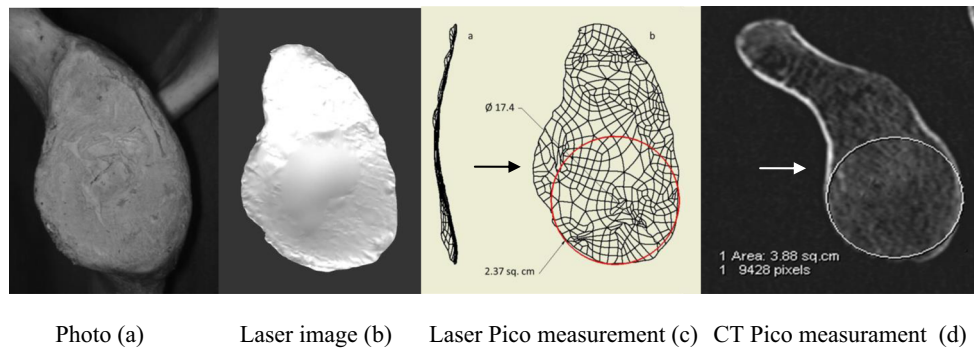 a
b
Ø 17.4
2.37 sq. cm
1 Area: 3.88 sq.cm
1 9428 pixels
Photo (a)
Laser image (b)
Laser Pico measurement (c)
CT Pico measurament (d)